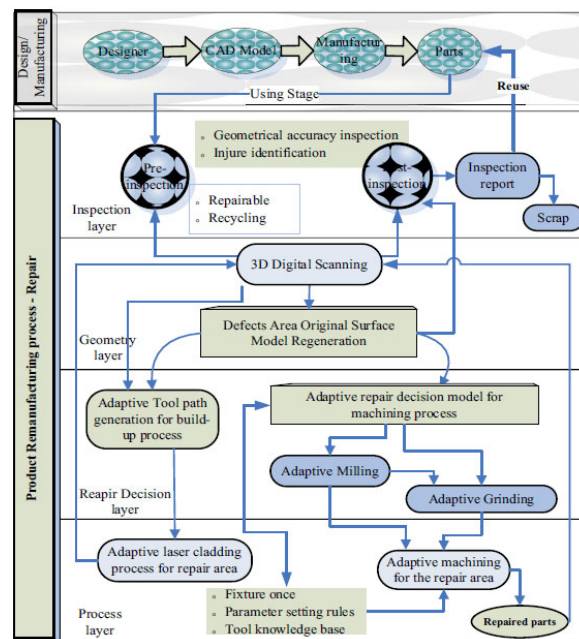 Design/
Manufacturing
Designer
CAD Model
Manufactur
ing
Parts
Using Stage
Reuse
Product Remanufacturing process - Repair
Geometrical accuracy inspection
Injure identification
Pre-
inspection
st-
inspection
Inspection
report
Repairable
Recycling
Scrap
Inspection
layer
3D Digital Scanning
Defects Area Original Surface
Model Regeneration
Geometry
layer
Adaptive Tool path
generation for build-
up process
Adaptive repair decision model for
machining process
Adaptive Milling
Adaptive Grinding
Reapir Decision
layer
Adaptive laser cladding
process for repair area
Adaptive machining
for the repair area
Fixture once
Parameter setting rules
Tool knowledge base
Repaired parts
Process
layer